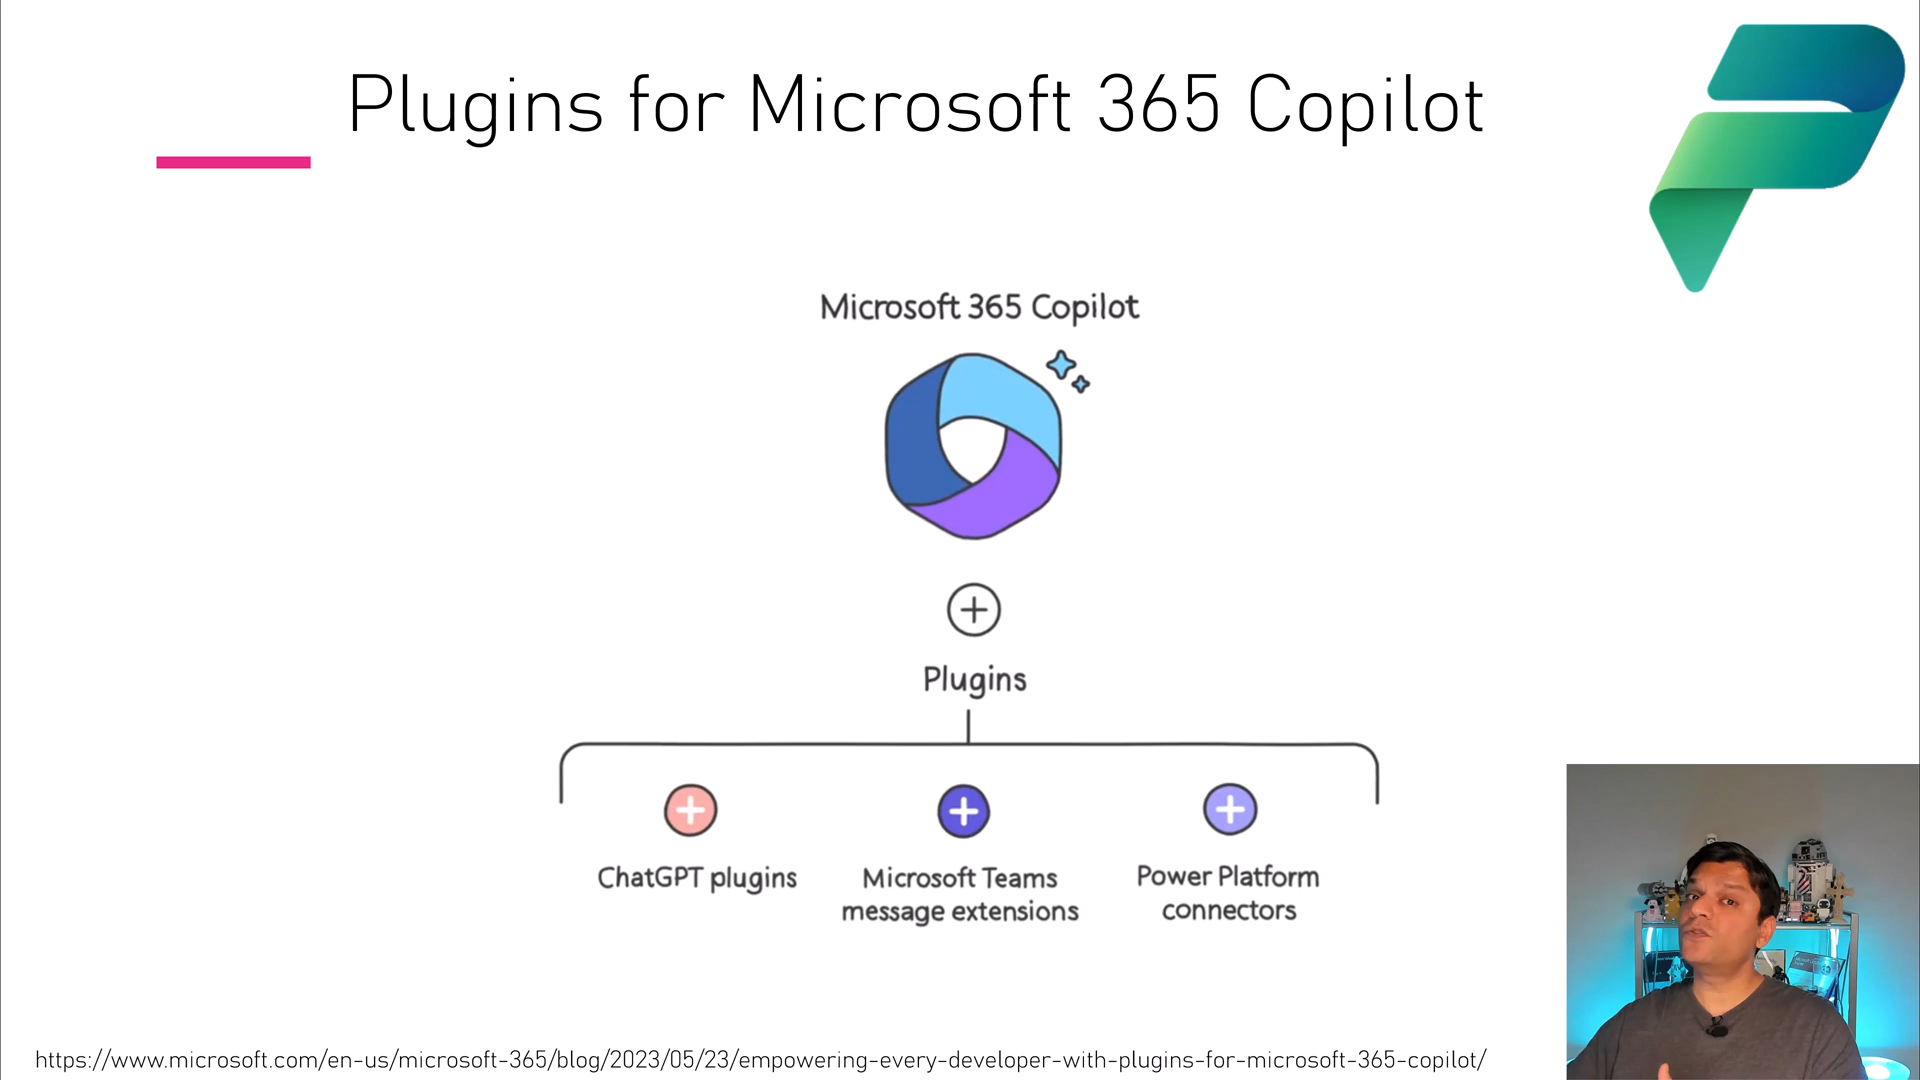 Plugins for Microsoft 365 Copilot
Microsoft 365 Copilot
Plugins
ChatGPT plugins
Microsoft Teams
message extensions
Power Platform
connectors
https://www.microsoft.com/en-us/microsoft-365/blog/2023/05/23/empowering-every-developer-with-plugins-for-microsoft-365-copilot/